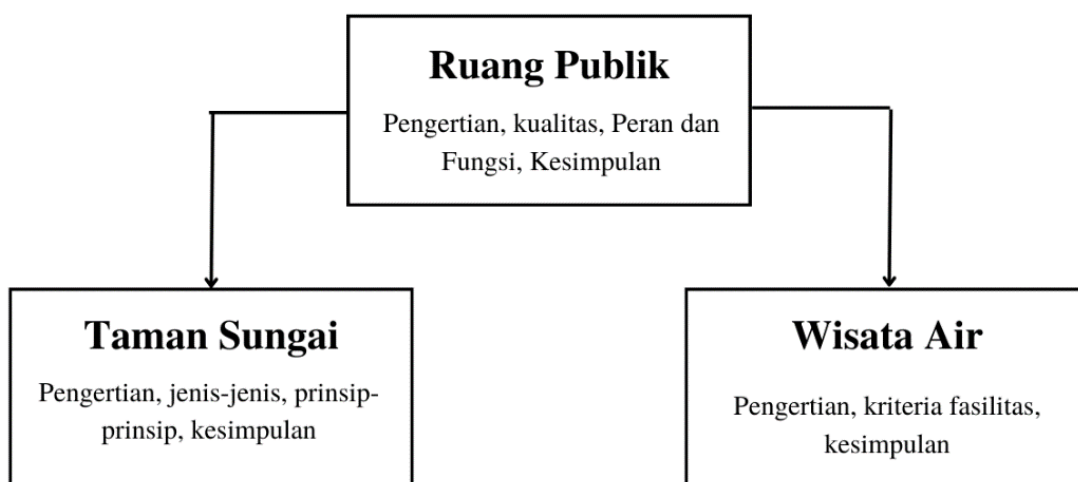 Ruang Publik
Pengertian, kualitas, Peran dan
Fungsi, Kesimpulan
Taman Sungai
Pengertian, jenis-jenis, prinsip-
prinsip, kesimpulan
Wisata Air
Pengertian, kriteria fasilitas,
kesimpulan